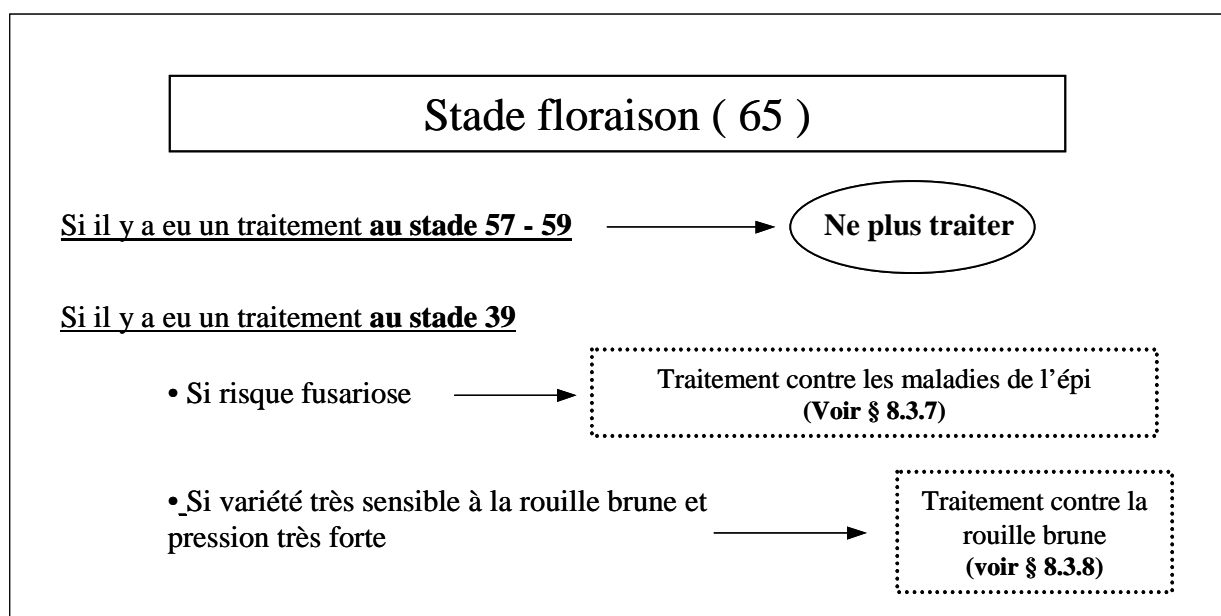 Stade floraison ( 65 )
Si il y a eu un traitement au stade 57 - 59
Ne plus traiter
Si il y a eu un traitement au stade 39
• Si risque fusariose
Traitement contre les maladies de l'épi
(Voir § 8.3.7)
• Si variété très sensible à la rouille brune et
pression très forte
Traitement contre la
rouille brune
(voir § 8.3.8)